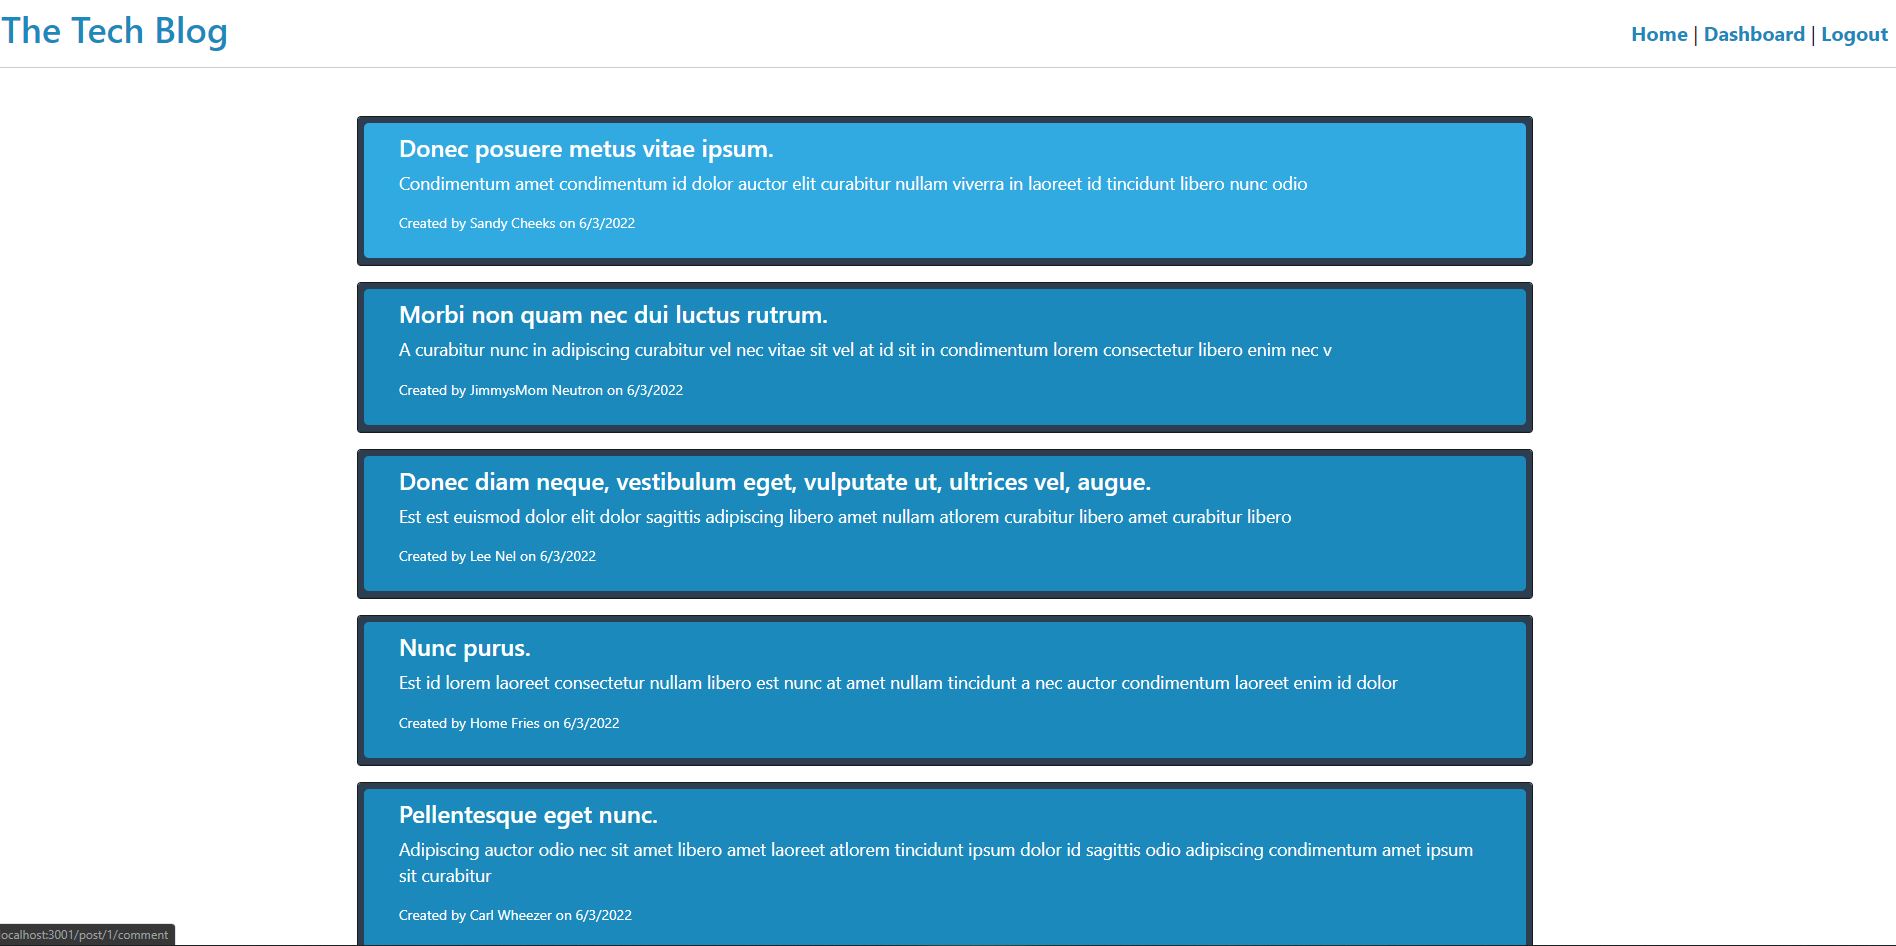 The Tech Blog
Home | Dashboard | Logout
Donec posuere metus vitae ipsum.
Condimentum amet condimentum id dolor auctor elit curabitur nullam viverra in laoreet id tincidunt libero nunc odio
Created by Sandy Cheeks on 6/3/2022
Morbi non quam nec dui luctus rutrum.
A curabitur nunc in adipiscing curabitur vel nec vitae sit vel at id sit in condimentum lorem consectetur libero enim nec v
Created by JimmysMom Neutron on 6/3/2022
Donec diam neque, vestibulum eget, vulputate ut, ultrices vel, augue.
Est est euismod dolor elit dolor sagittis adipiscing libero amet nullam atlorem curabitur libero amet curabitur libero
Created by Lee Nel on 6/3/2022
Nunc purus.
Est id lorem laoreet consectetur nullam libero est nunc at amet nullam tincidunt a nec auctor condimentum laoreet enim id dolor
Created by Home Fries on 6/3/2022
Pellentesque eget nunc.
Adipiscing auctor odio nec sit amet libero amet laoreet atlorem tincidunt ipsum dolor id sagittis odio adipiscing condimentum amet ipsum
sit curabitur
Created by Carl Wheezer on 6/3/2022
ocalhost:3001/post/1/comment